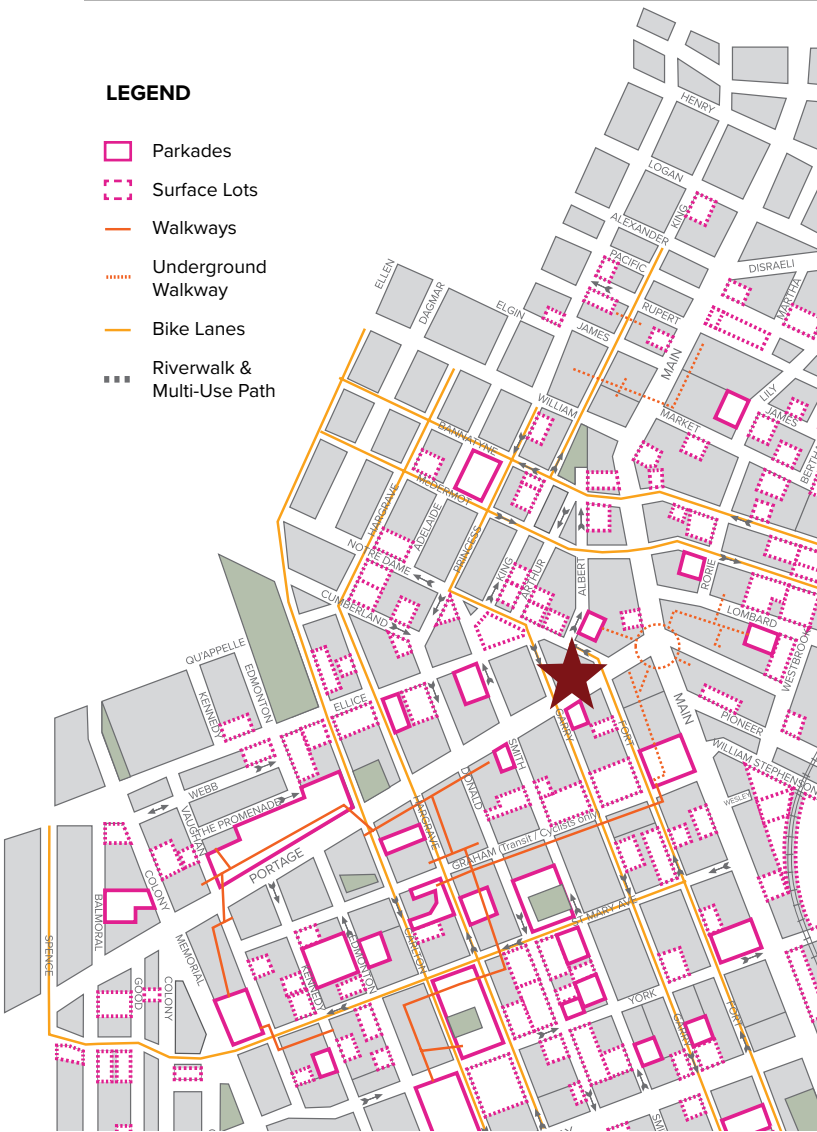 LEGEND
Parkades
Surface Lots
Walkways
Underground
Walkway
Bike Lanes
Riverwalk &
Multi-Use Path
HENRY
LOGAN
KING
ALEXANDER
PACIFIC
DISRAELI
MARTHA
ELLEN
DAGMAR
ELGIN
RUPERT
JAMES
MAIN
LILY
JAMES
WILLIAM
MARKET
BANNATYNE
BERTH
McDERMOT
HARGRAVE
ADELAIDE
PRINCESS
NOTRE DAME
KING
ARTHUR
ALBERT
RORIE
CUMBERLAND
LOMBARD
WESTBROOK
QU'APPELLE
EDMONTON
KENNEDY
ELLICE
GARRY
FORT
MAIN
PIONEER
WILLIAM STEPHENSON
SMITH
DONALD
WEBB
WESLEY
THE PROMENADE
VAUGHAN
HARGRAVE
GRAHAM (Transit / Cyclists only)
PORTAGE
COLONY
BALMORAL
ST MARY AVE
SPENCE
MEMORIAL
EDMONTON
CARLTON
KENNEDY
GOOD
COLONY
YORK
GARRY
FORT
SMI